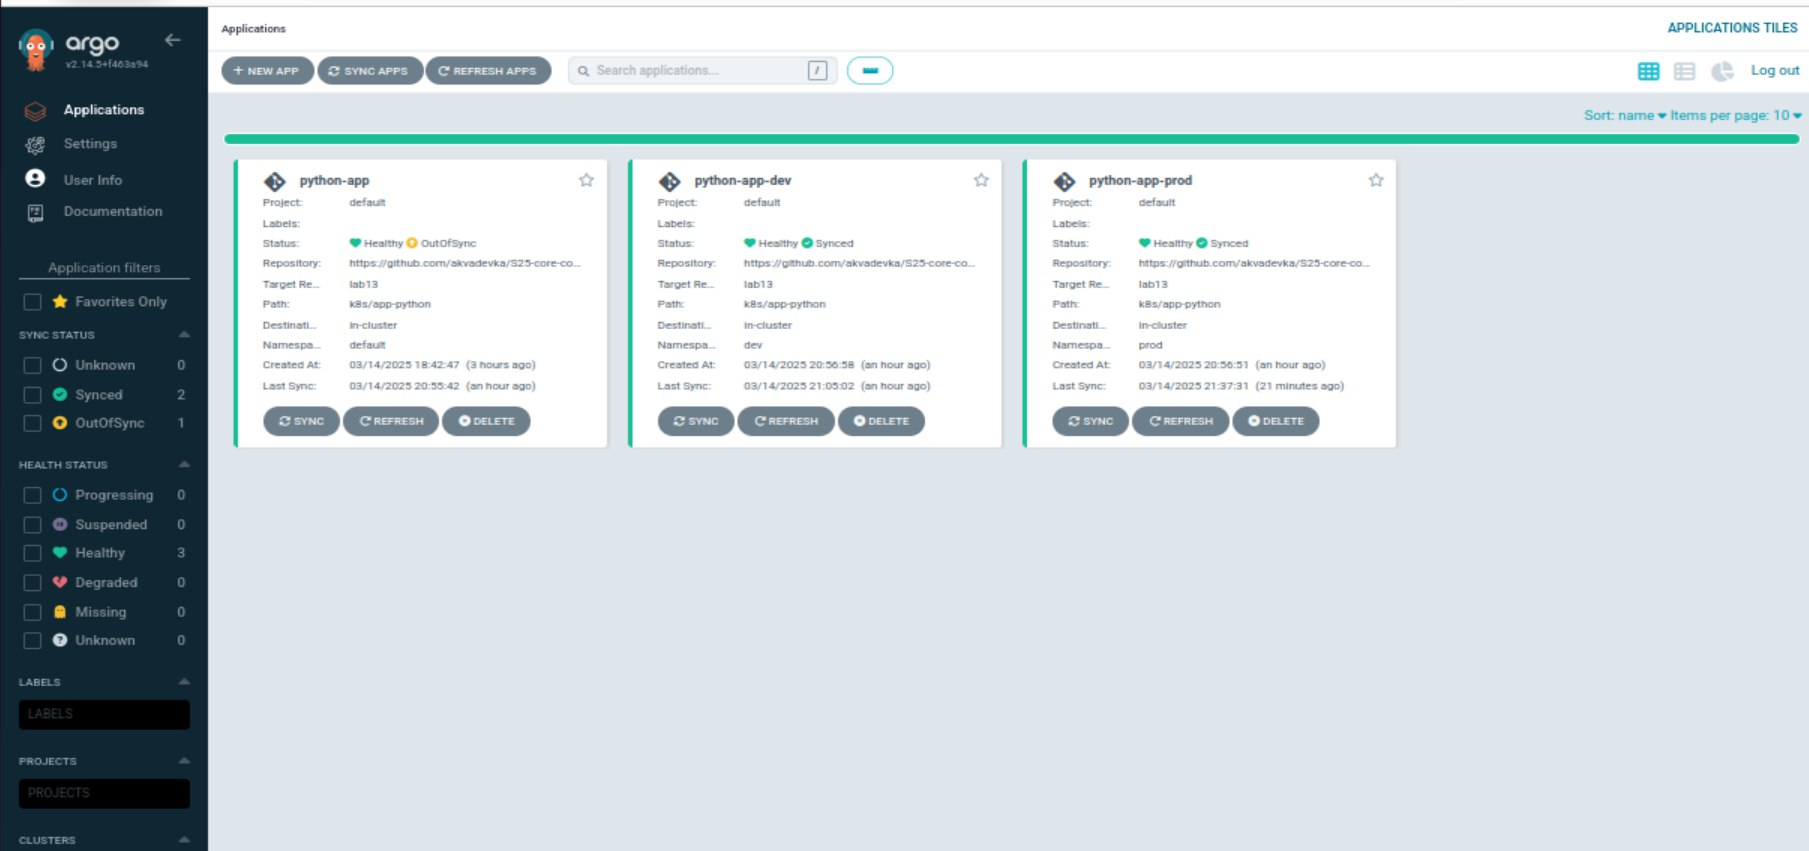 argo
v2.14.5+f463a94
Applications
Settings
User Info
Documentation
Application filters
Favorites Only
SYNC STATUS
Unknown 0
Synced 2
OutOfSync 1
HEALTH STATUS
Progressing 0
Suspended 0
Healthy 3
Degraded 0
Missing 0
Unknown 0
LABELS
LABELS
PROJECTS
PROJECTS
CLUSTERS
Applications APPLICATIONS TILES
+ NEW APP SYNC APPS REFRESH APPS Search applications... / Log out
Sort: name Items per page: 10
python-app
Project: default
Labels:
Status: Healthy OutOfSync
Repository: https://github.com/akvadevka/S25-core-co...
Target Re... lab13
Path: k8s/app-python
Destinati... in-cluster
Namespa... default
Created At: 03/14/2025 18:42:47 (3 hours ago)
Last Sync: 03/14/2025 20:55:42 (an hour ago)
SYNC REFRESH DELETE
python-app-dev
Project: default
Labels:
Status: Healthy Synced
Repository: https://github.com/akvadevka/S25-core-co...
Target Re... lab13
Path: k8s/app-python
Destinati... in-cluster
Namespa... dev
Created At: 03/14/2025 20:56:58 (an hour ago)
Last Sync: 03/14/2025 21:05:02 (an hour ago)
SYNC REFRESH DELETE
python-app-prod
Project: default
Labels:
Status: Healthy Synced
Repository: https://github.com/akvadevka/S25-core-co...
Target Re... lab13
Path: k8s/app-python
Destinati... in-cluster
Namespa... prod
Created At: 03/14/2025 20:56:51 (an hour ago)
Last Sync: 03/14/2025 21:37:31 (21 minutes ago)
SYNC REFRESH DELETE